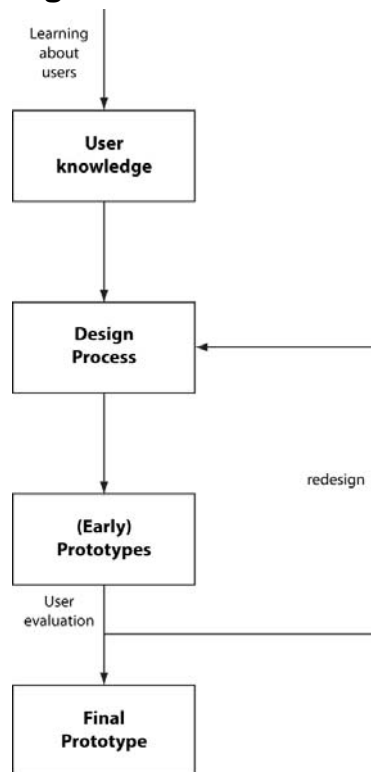 Learning
about
users
User
knowledge
Design
Process
redesign
(Early)
Prototypes
User
evaluation
Final
Prototype